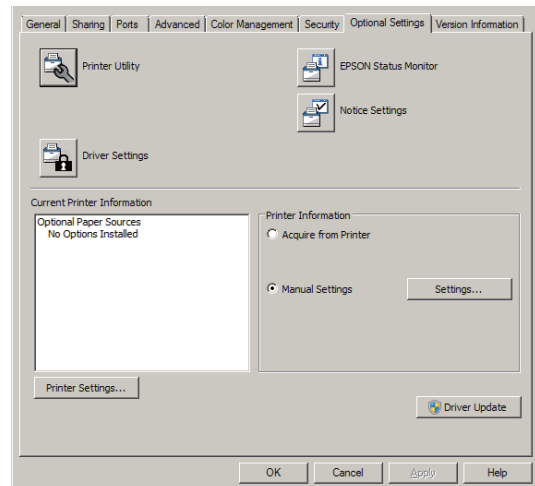 General Sharing Ports Advanced Color Management Security Optional Settings Version Information
Printer Utility
EPSON Status Monitor
Notice Settings
Driver Settings
Current Printer Information
Optional Paper Sources
No Options Installed
Printer Information
Acquire from Printer
Manual Settings
Settings...
Printer Settings...
Driver Update
OK Cancel Apply Help